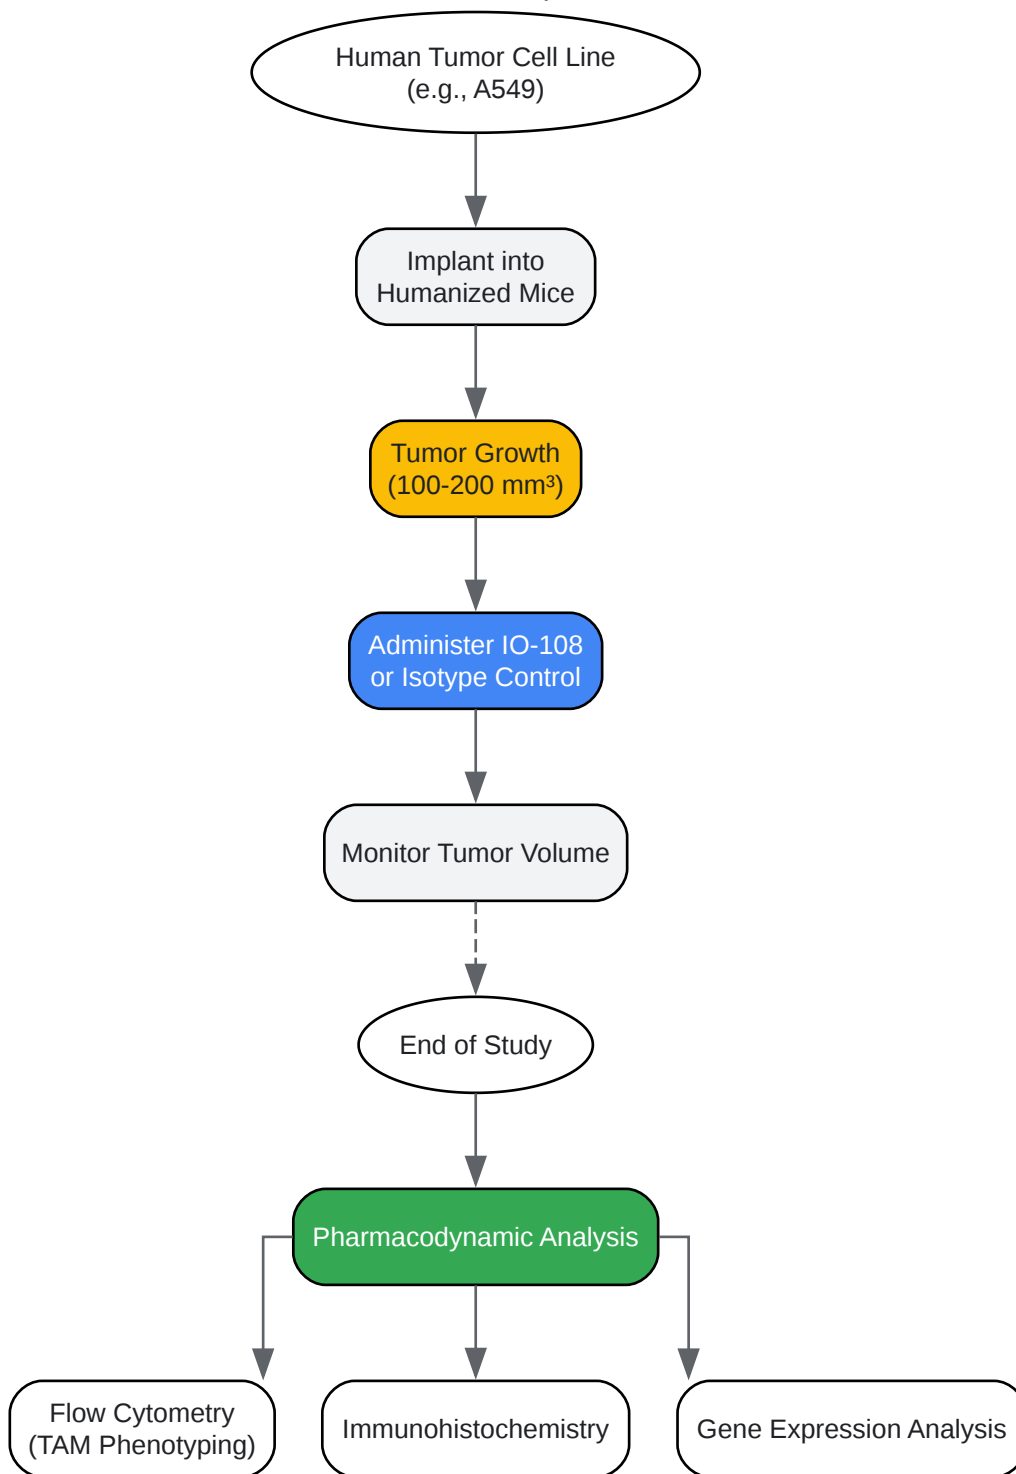 Human Tumor Cell Line
(e.g., A549)
Implant into
Humanized Mice
Tumor Growth
(100-200 mm³)
Administer IO-108
or Isotype Control
Monitor Tumor Volume
End of Study
Pharmacodynamic Analysis
Flow Cytometry
(TAM Phenotyping)
Immunohistochemistry
Gene Expression Analysis